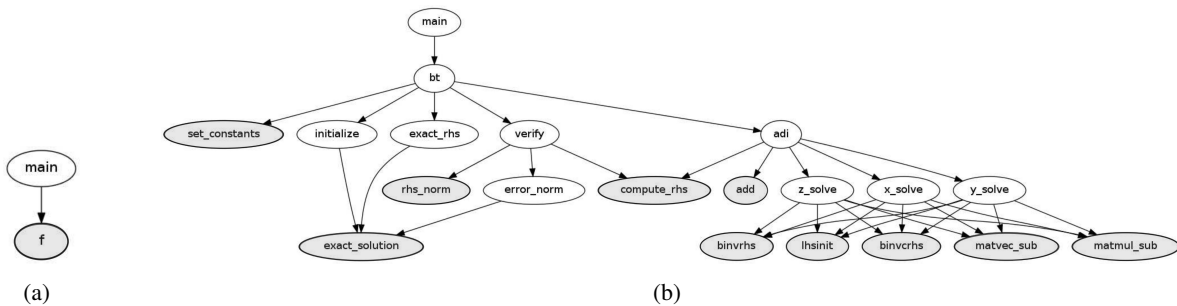 main
bt
set_constants
initialize
exact_rhs
verify
adi
main
rhs_norm
error_norm
compute_rhs
add
z_solve
x_solve
y_solve
f
exact_solution
binvrhs
lhsinit
binvcrhs
matvec_sub
matmul_sub
(a)
(b)